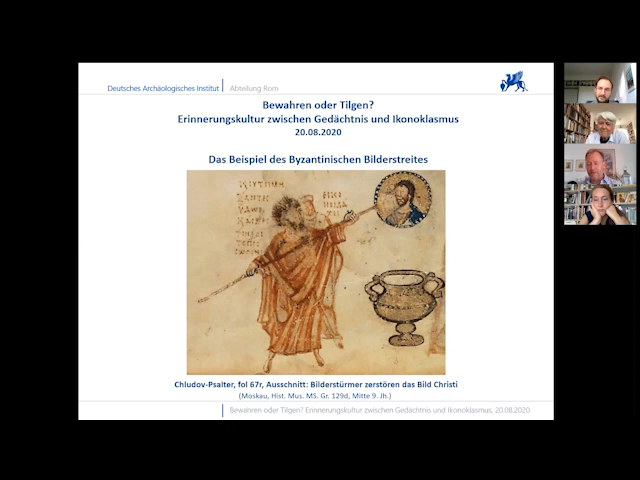 Deutsches Archäologisches Institut Abteilung Rom
Bewahren oder Tilgen?
Erinnerungskultur zwischen Gedächtnis und Ikonoklasmus
20.08.2020
Das Beispiel des Byzantinischen Bilderstreites
Chludov-Psalter, fol 67r, Ausschnitt: Bilderstürmer zerstören das Bild Christi
(Moskau, Hist. Mus. MS. Gr. 129d, Mitte 9. Jh.)
Bewahren oder Tilgen? Erinnerungskultur zwischen Gedächtnis und Ikonoklasmus, 20.08.2020